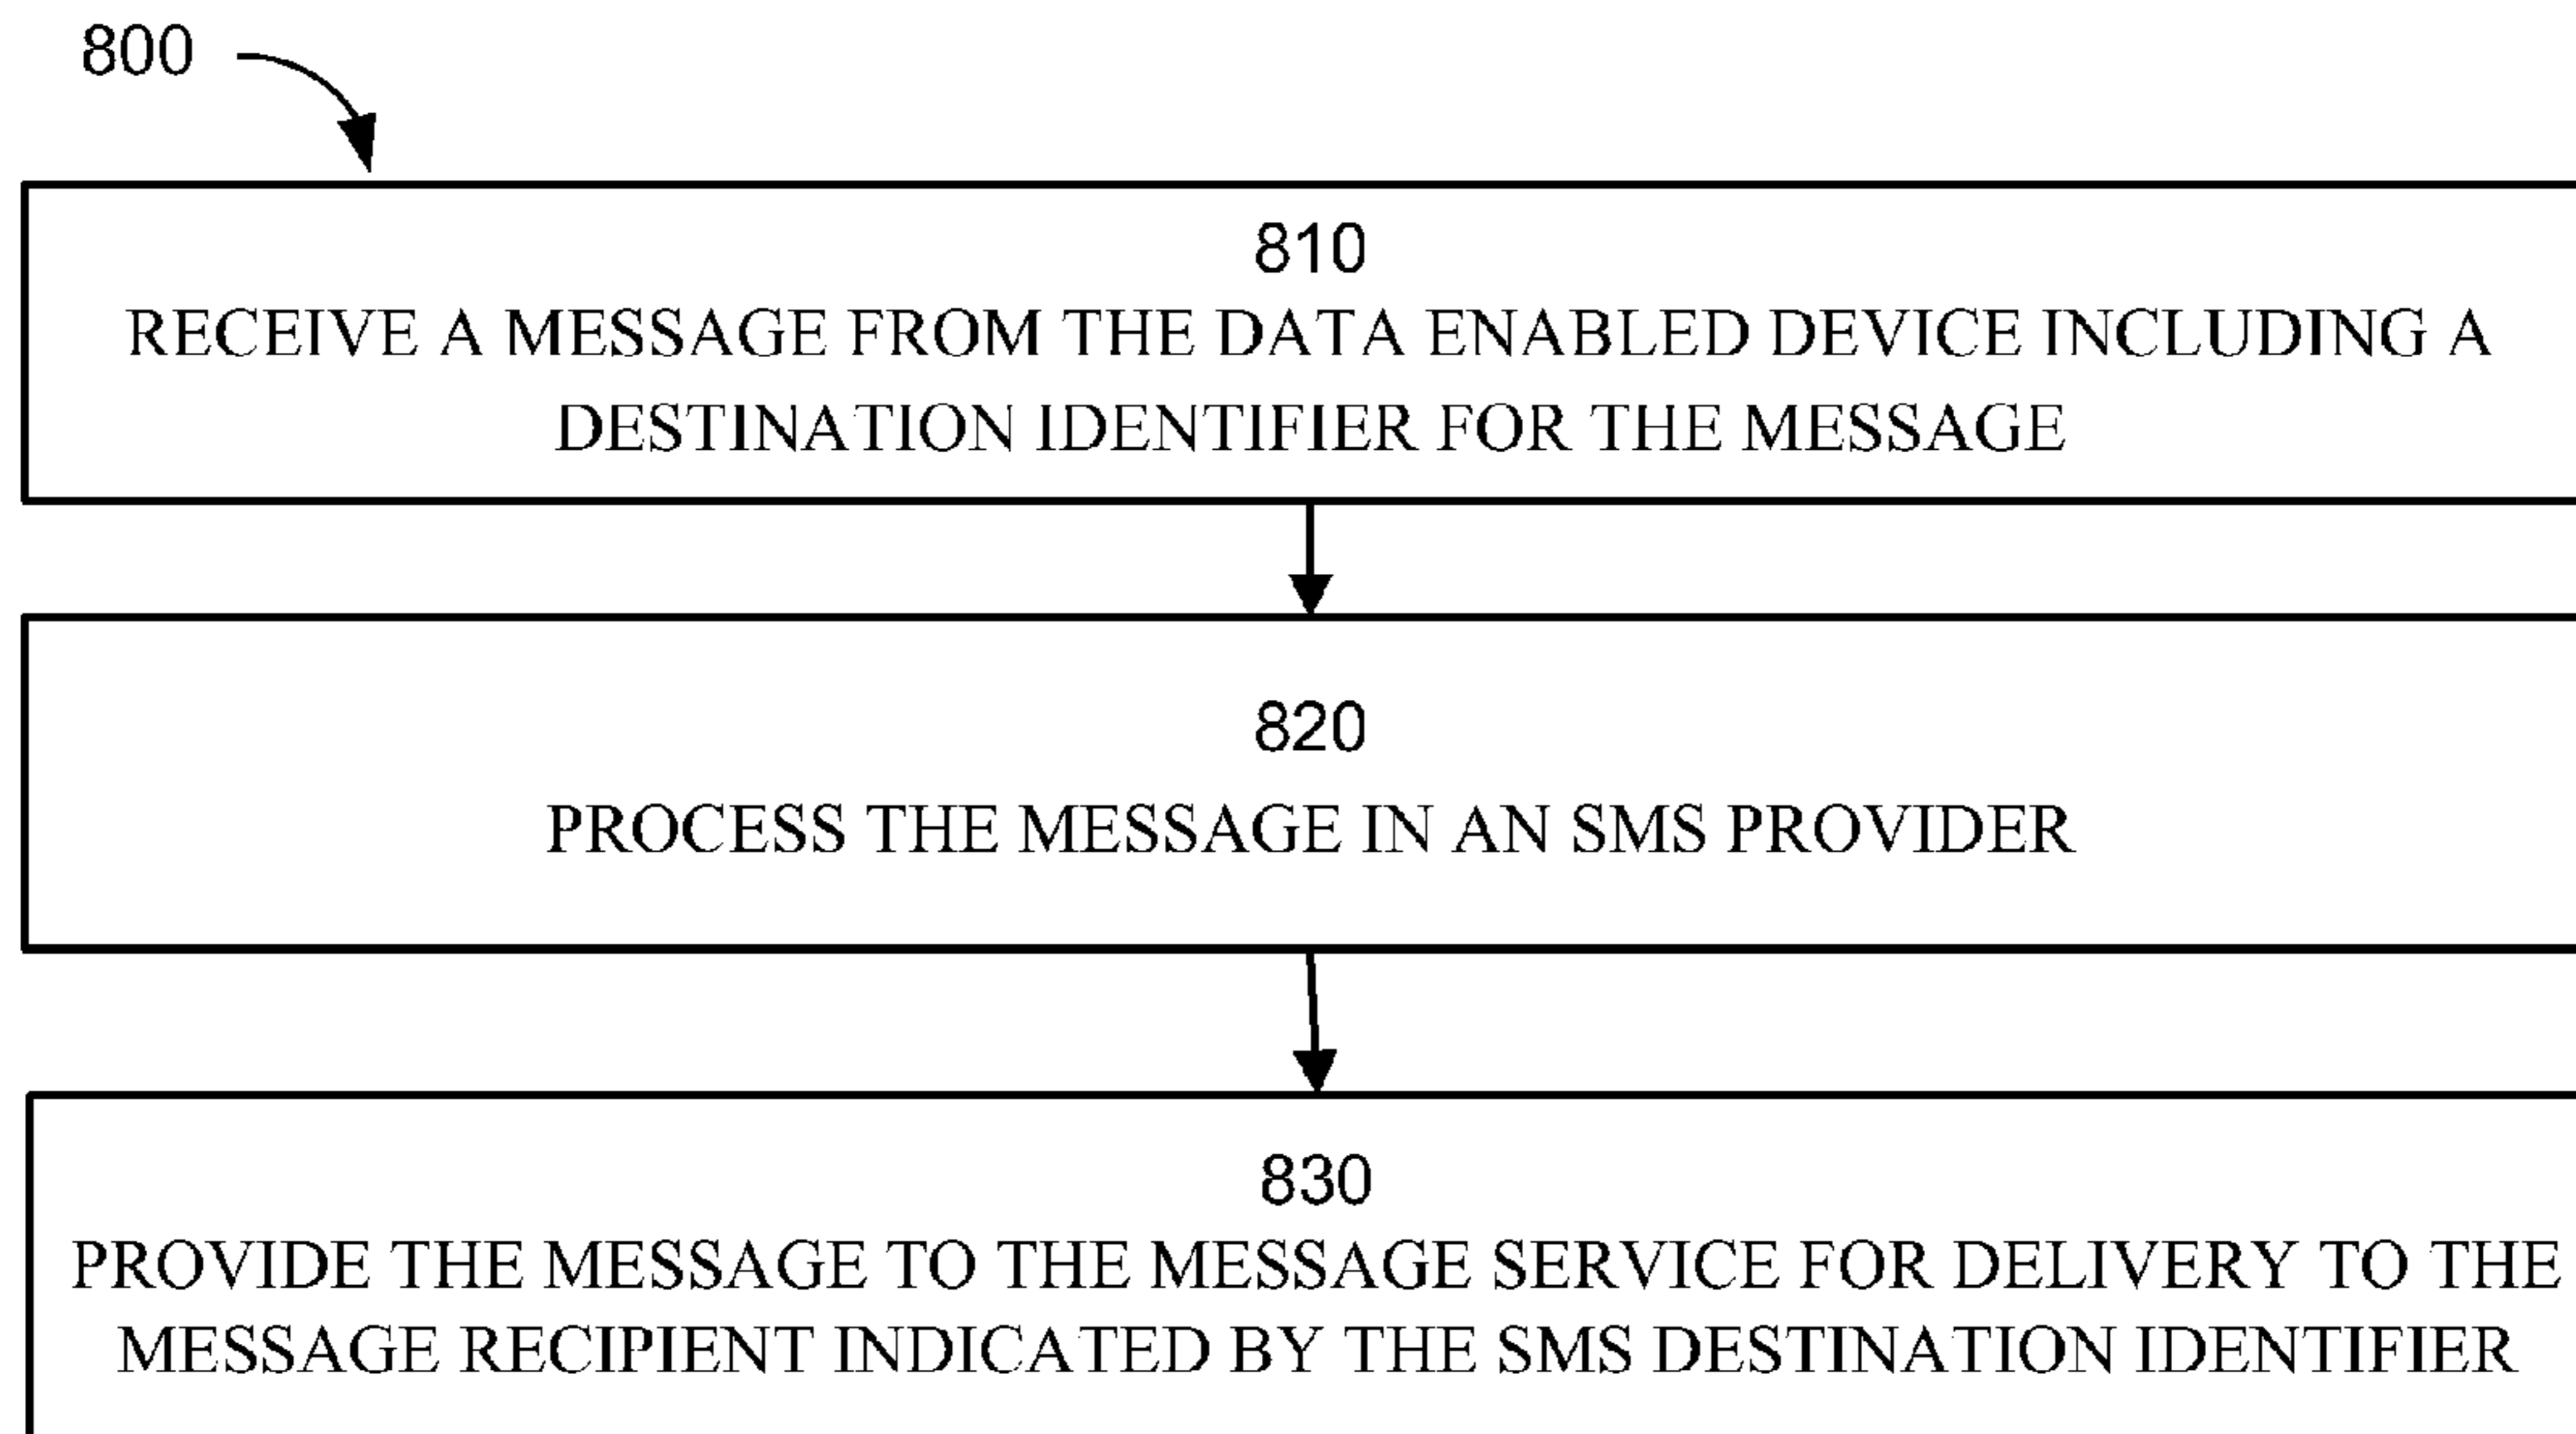 800
810
RECEIVE A MESSAGE FROM THE DATA ENABLED DEVICE INCLUDING A
DESTINATION IDENTIFIER FOR THE MESSAGE
820
PROCESS THE MESSAGE IN AN SMS PROVIDER
830
PROVIDE THE MESSAGE TO THE MESSAGE SERVICE FOR DELIVERY TO THE
MESSAGE RECIPIENT INDICATED BY THE SMS DESTINATION IDENTIFIER